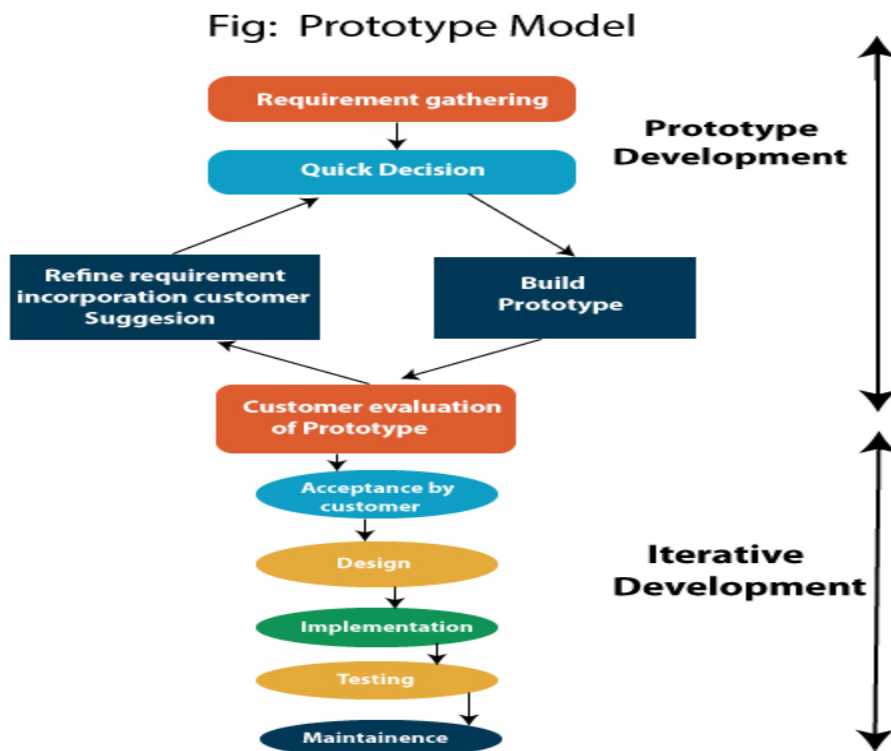 Fig: Prototype Model
Requirement gathering
Prototype
Development
Quick Decision
Refine requirement
incorporation customer
Suggesion
Build
Prototype
Customer evaluation
of Prototype
Acceptance by
customer
Design
Iterative
Development
Implementation
Testing
Maintainence